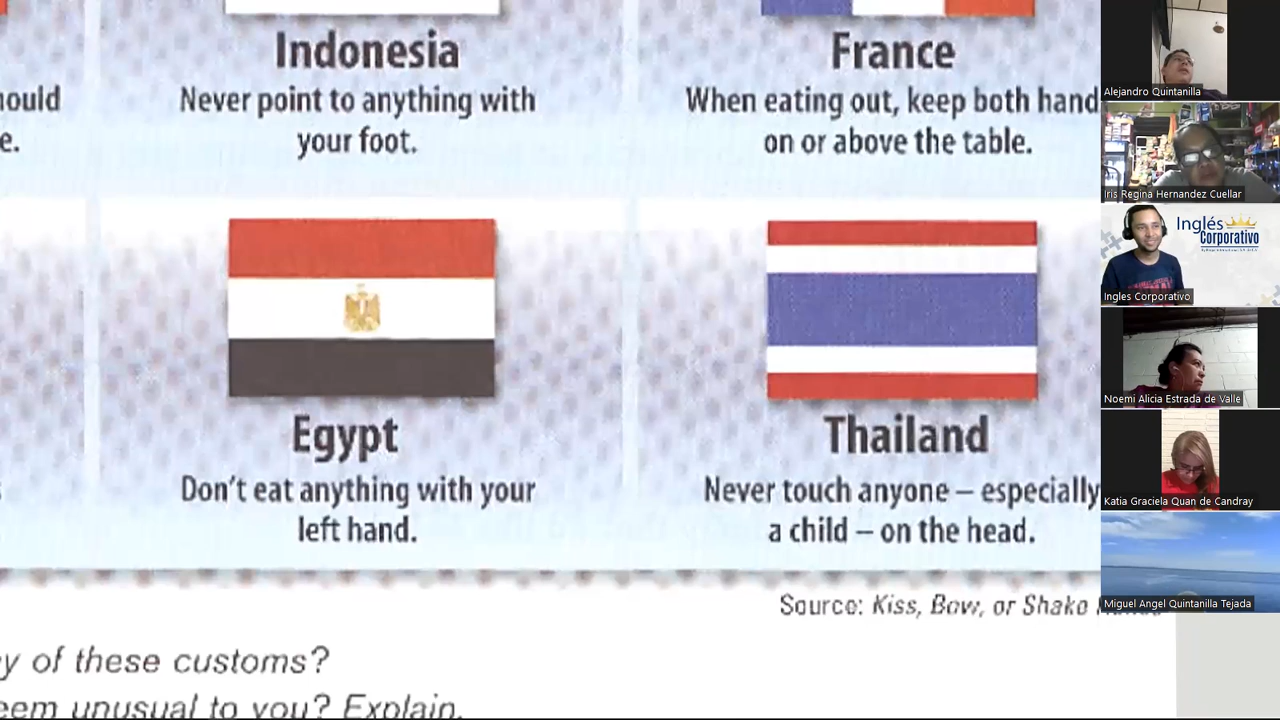 Indonesia
Never point to anything with
your foot.
France
When eating out, keep both hand
on or above the table.
ould
e.
Egypt
Don't eat anything with your
left hand.
Thailand
Never touch anyone – especially
a child – on the head.
Source: Kiss, Bow, or Shake
y of these customs?
eem unusual to you? Explain.
Alejandro Quintanilla
Iris Regina Hernandez Cuellar
Inglés
Corporativo
Ingles Corporativo
Noemi Alicia Estrada de Valle
Katia Graciela Quan de Candray
Miguel Angel Quintanilla Tejada